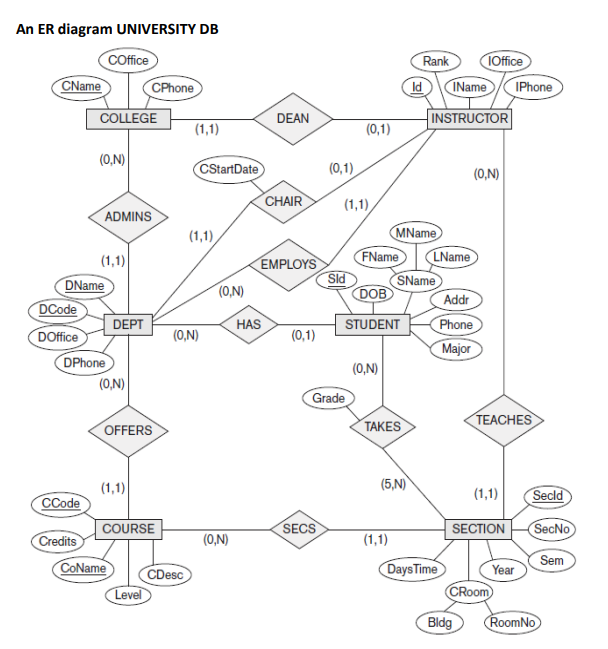 An ER diagram UNIVERSITY DB
COffice
CName
CPhone
Rank
IOffice
Id
IName
IPhone
COLLEGE
DEAN
INSTRUCTOR
(1,1)
(0,1)
(0,N)
CStartDate
(0,1)
(0,N)
CHAIR
(1,1)
ADMINS
(1,1)
MName
(1,1)
EMPLOYS
FName
LName
DName
(0,N)
SId
SName
DCode
DOB
Addr
DEPT
HAS
STUDENT
Phone
DOffice
(0,N)
(0,1)
Major
DPhone
(0,N)
(0,N)
Grade
OFFERS
TAKES
TEACHES
(1,1)
(5,N)
(1,1)
SecId
CCode
COURSE
SECS
SECTION
SecNo
Credits
(0,N)
(1,1)
Sem
CoName
CDesc
DaysTime
Year
Level
CRoom
Bldg
RoomNo